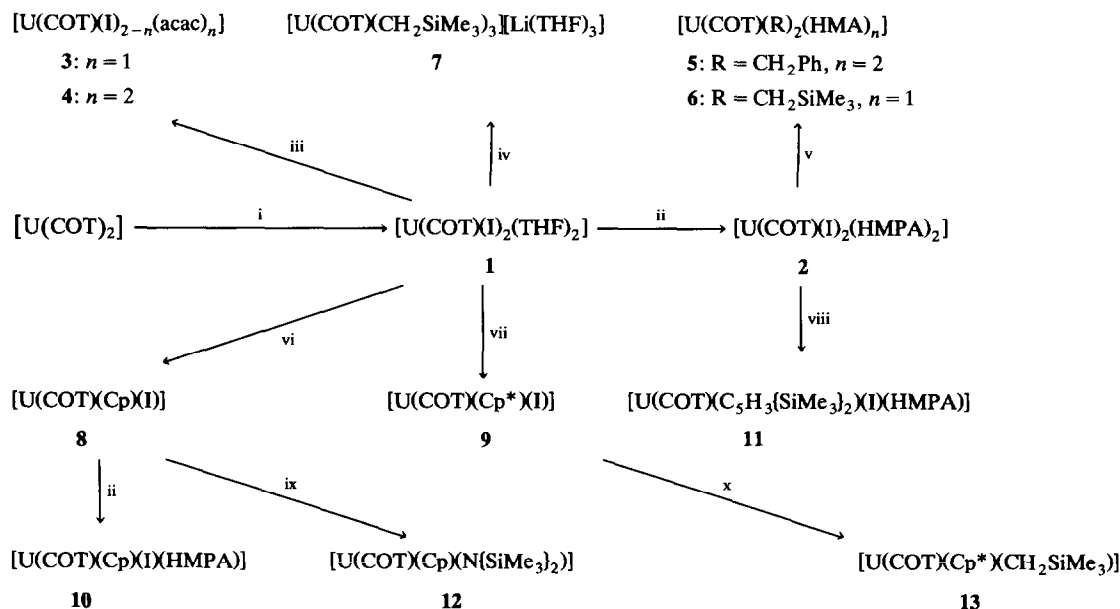 [U(COT)(I)₂₋ₙ(acac)ₙ] [U(COT)(CH₂SiMe₃)₃][Li(THF)₃] [U(COT)(R)₂(HMA)ₙ]
3: n = 1 7 5: R = CH₂Ph, n = 2
4: n = 2 6: R = CH₂SiMe₃, n = 1
iii iv v
[U(COT)₂] i [U(COT)(I)₂(THF)₂] ii [U(COT)(I)₂(HMPA)₂]
1 2
vi vii viii
[U(COT)(Cp)(I)] [U(COT)(Cp*)(I)] [U(COT)(C₅H₃{SiMe₃}₂)(I)(HMPA)]
8 9 11
ii ix x
[U(COT)(Cp)(I)(HMPA)] [U(COT)(Cp)(N{SiMe₃}₂)] [U(COT)(Cp*)(CH₂SiMe₃)]
10 12 13